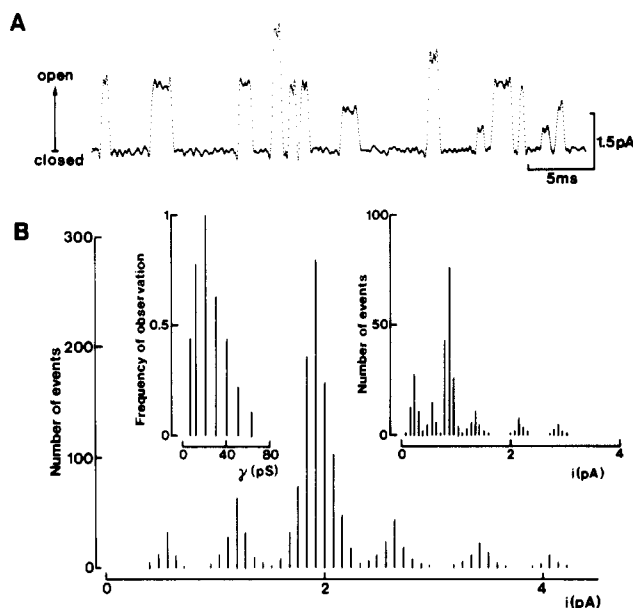 A
open
closed
1.5pA
5ms
B
Number of events
300
200
100
0
0
2
4
i(pA)
Frequency of observation
1
0.5
0
0
40
80
γ(pS)
Number of events
100
50
0
0
2
4
i(pA)